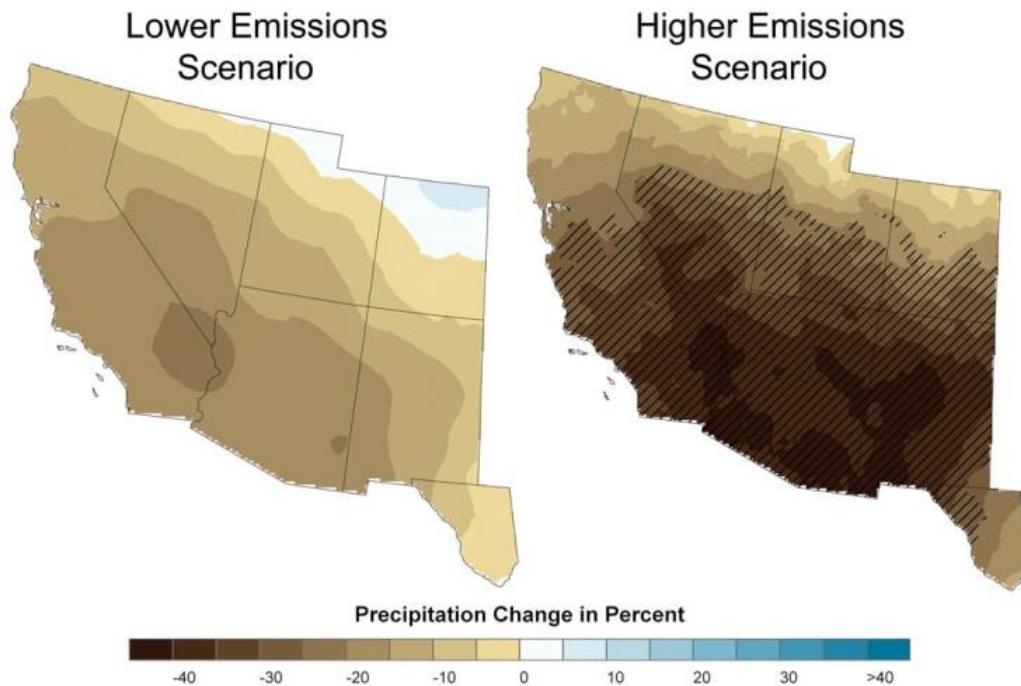 Lower Emissions
Scenario
Higher Emissions
Scenario
Precipitation Change in Percent
-40 -30 -20 -10 0 10 20 30 >40